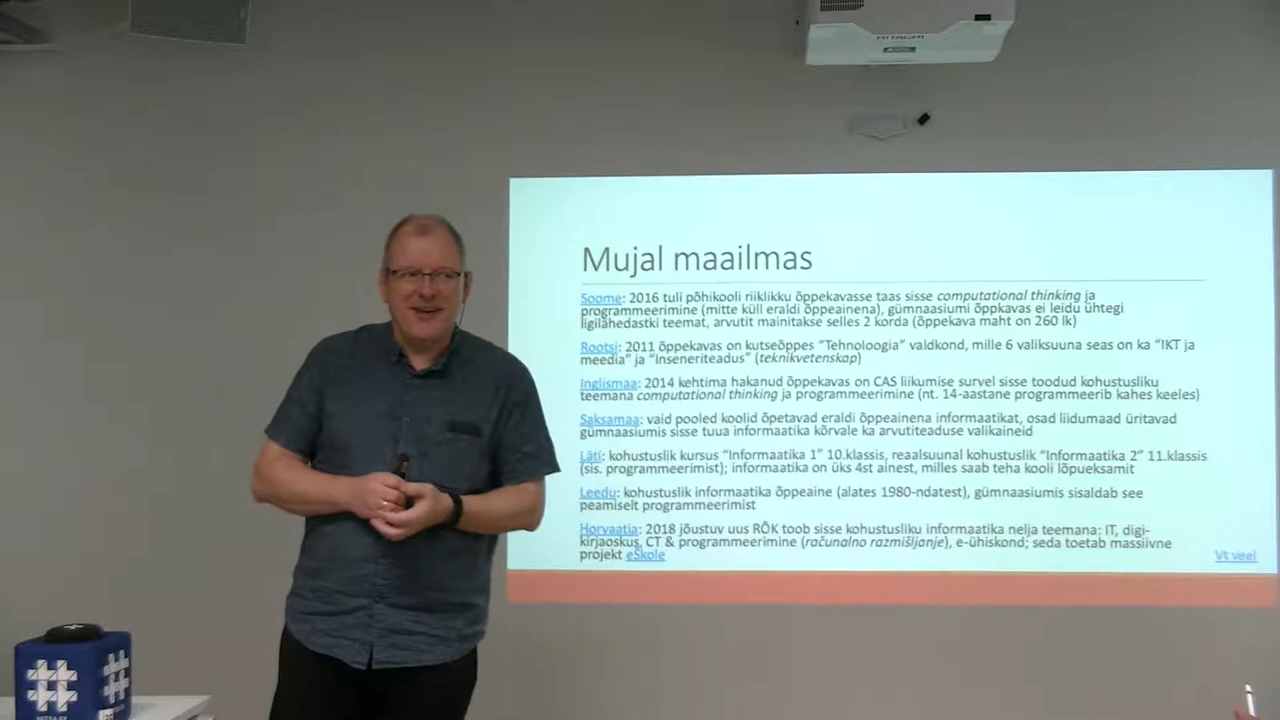 HITACHI
Mujal maailmas
Soome: 2016 tuli põhikooli riiklikku õppekavasse taas sisse computational thinking ja
programmeerimine (mitte küll eraldi õppeainena), gümnaasiumi õppkavas ei leidu ühtegi
ligilähedastki teemat, arvutit mainitakse selles 2 korda (õppekava maht on 260 lk)
Rootsi: 2011 õppekavas on kutseõppes "Tehnoloogia" valdkond, mille 6 valiksuuna seas on ka "IKT ja
meedia" ja "Inseneriteadus" (teknikvetenskap)
Inglismaa: 2014 kehtima hakanud õppekavas on CAS liikumise survel sisse toodud kohustusliku
teemana computational thinking ja programmeerimine (nt. 14-aastane programmeerib kahes keeles)
Saksamaa: vaid pooled koolid õpetavad eraldi õppeainena informaatikat, osad liidumaad üritavad
gümnaasiumis sisse tuua informaatika kõrvale ka arvutiteaduse valikaineid
Läti: kohustuslik kursus "Informaatika 1" 10.klassis, reaalsuunal kohustuslik "Informaatika 2" 11.klassis
(sis. programmeerimist); informaatika on üks 4st ainest, milles saab teha kooli lõpueksamit
Leedu: kohustuslik informaatika õppeaine (alates 1980-ndatest), gümnaasiumis sisaldab see
peamiselt programmeerimist
Horvaatia: 2018 jõustuv uus RÕK toob sisse kohustusliku informaatika nelja teemana: IT, digi-
kirjaoskus, CT & programmeerimine (računalno razmišljanje), e-ühiskond; seda toetab massiivne
projekt eŠkole
Vt veel
HITSA.EE